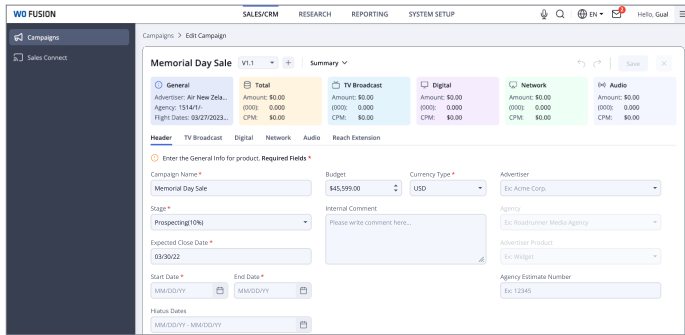 WO FUSION
SALES/CRM RESEARCH REPORTING SYSTEM SETUP
EN 3 Hello, Gual
Campaigns
Sales Connect
Campaigns > Edit Campaign
Memorial Day Sale V1.1 + Summary Save ×
General
Advertiser: Air New Zela...
Agency: 1514/1/-
Flight Dates: 03/27/2023...
Total
Amount: $0.00
(000): 0.000
CPM: $0.00
TV Broadcast
Amount: $0.00
(000): 0.000
CPM: $0.00
Digital
Amount: $0.00
(000): 0.000
CPM: $0.00
Network
Amount: $0.00
(000): 0.000
CPM: $0.00
Audio
Amount: $0.00
(000): 0.000
CPM: $0.00
Header TV Broadcast Digital Network Audio Reach Extension
Enter the General Info for product. Required Fields *
Campaign Name *
Memorial Day Sale
Budget
$45,599.00
Currency Type *
USD
Advertiser
Ex: Acme Corp.
Stage *
Prospecting(10%)
Internal Comment
Please write comment here...
Agency
Ex: Roadrunner Media Agency
Expected Close Date *
03/30/22
Advertiser Product
Ex: Widget
Start Date *
MM/DD/YY
End Date *
MM/DD/YY
Agency Estimate Number
Ex: 12345
Hiatus Dates
MM/DD/YY - MM/DD/YY